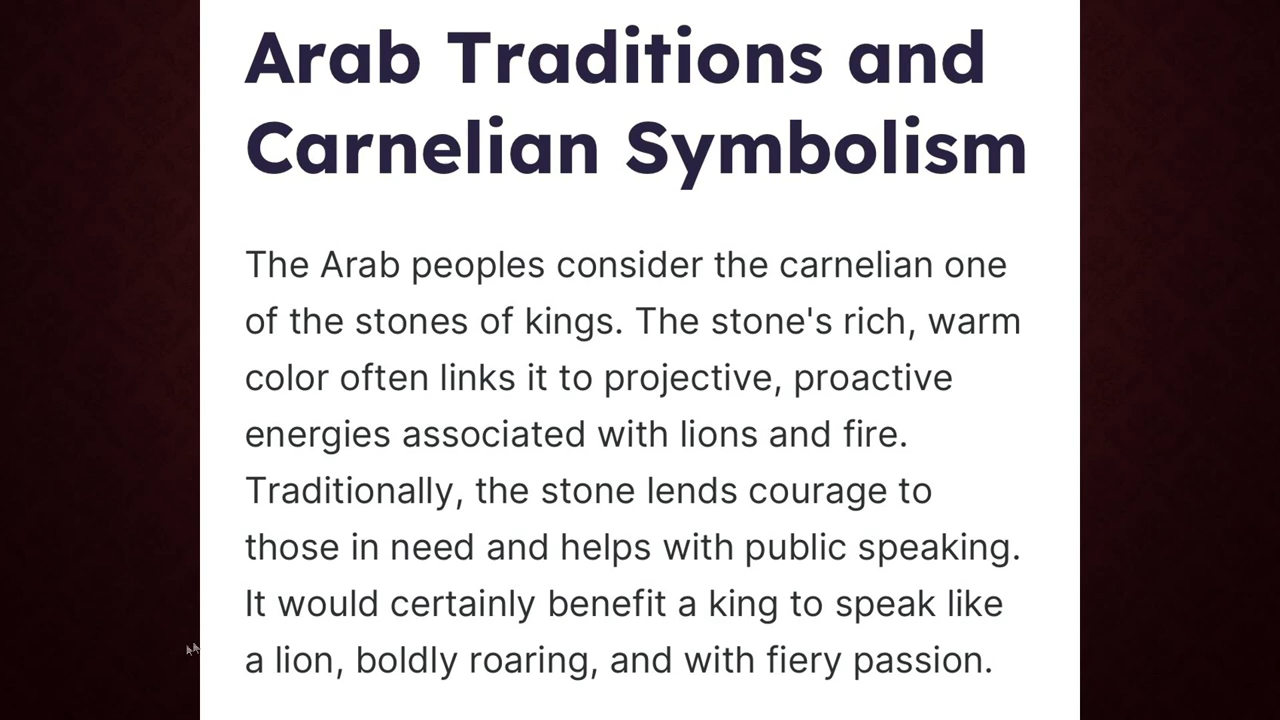 Arab Traditions and
Carnelian Symbolism
The Arab peoples consider the carnelian one
of the stones of kings. The stone's rich, warm
color often links it to projective, proactive
energies associated with lions and fire.
Traditionally, the stone lends courage to
those in need and helps with public speaking.
It would certainly benefit a king to speak like
a lion, boldly roaring, and with fiery passion.